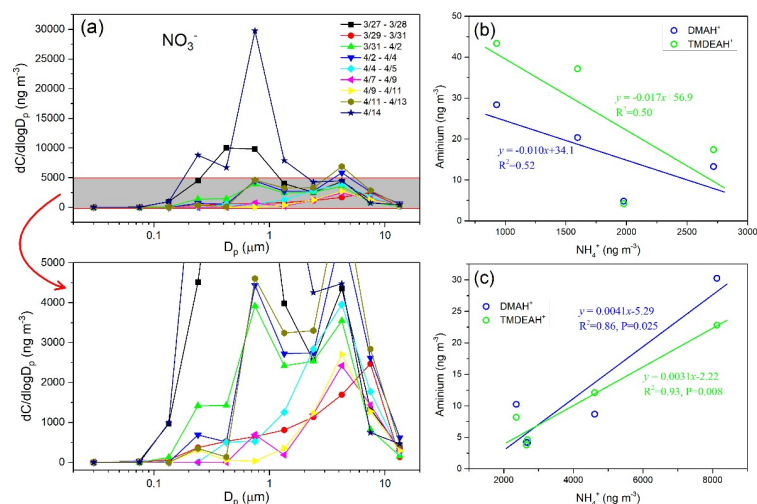 (a)
NO₃⁻
3/27 - 3/28
3/29 - 3/31
3/31 - 4/2
4/2 - 4/4
4/4 - 4/5
4/7 - 4/9
4/9 - 4/11
4/11 - 4/13
4/14
dC/dlogDₚ (ng m⁻³)
30000
25000
20000
15000
10000
5000
0
0.1
1
10
Dₚ (μm)
dC/dlogDₚ (ng m⁻³)
5000
4000
3000
2000
1000
0
0.1
1
10
Dₚ (μm)
(b)
DMAH⁺
TMDEAH⁺
y = -0.017x+56.9
R²=0.50
y = -0.010x+34.1
R²=0.52
Aminium (ng m⁻³)
50
40
30
20
10
0
1000
1500
2000
2500
3000
NH₄⁺ (ng m⁻³)
(c)
DMAH⁺
TMDEAH⁺
y = 0.0041x-5.29
R²=0.86, P=0.025
y = 0.0031x-2.22
R²=0.93, P=0.008
Aminium (ng m⁻³)
30
25
20
15
10
5
0
2000
4000
6000
8000
NH₄⁺ (ng m⁻³)